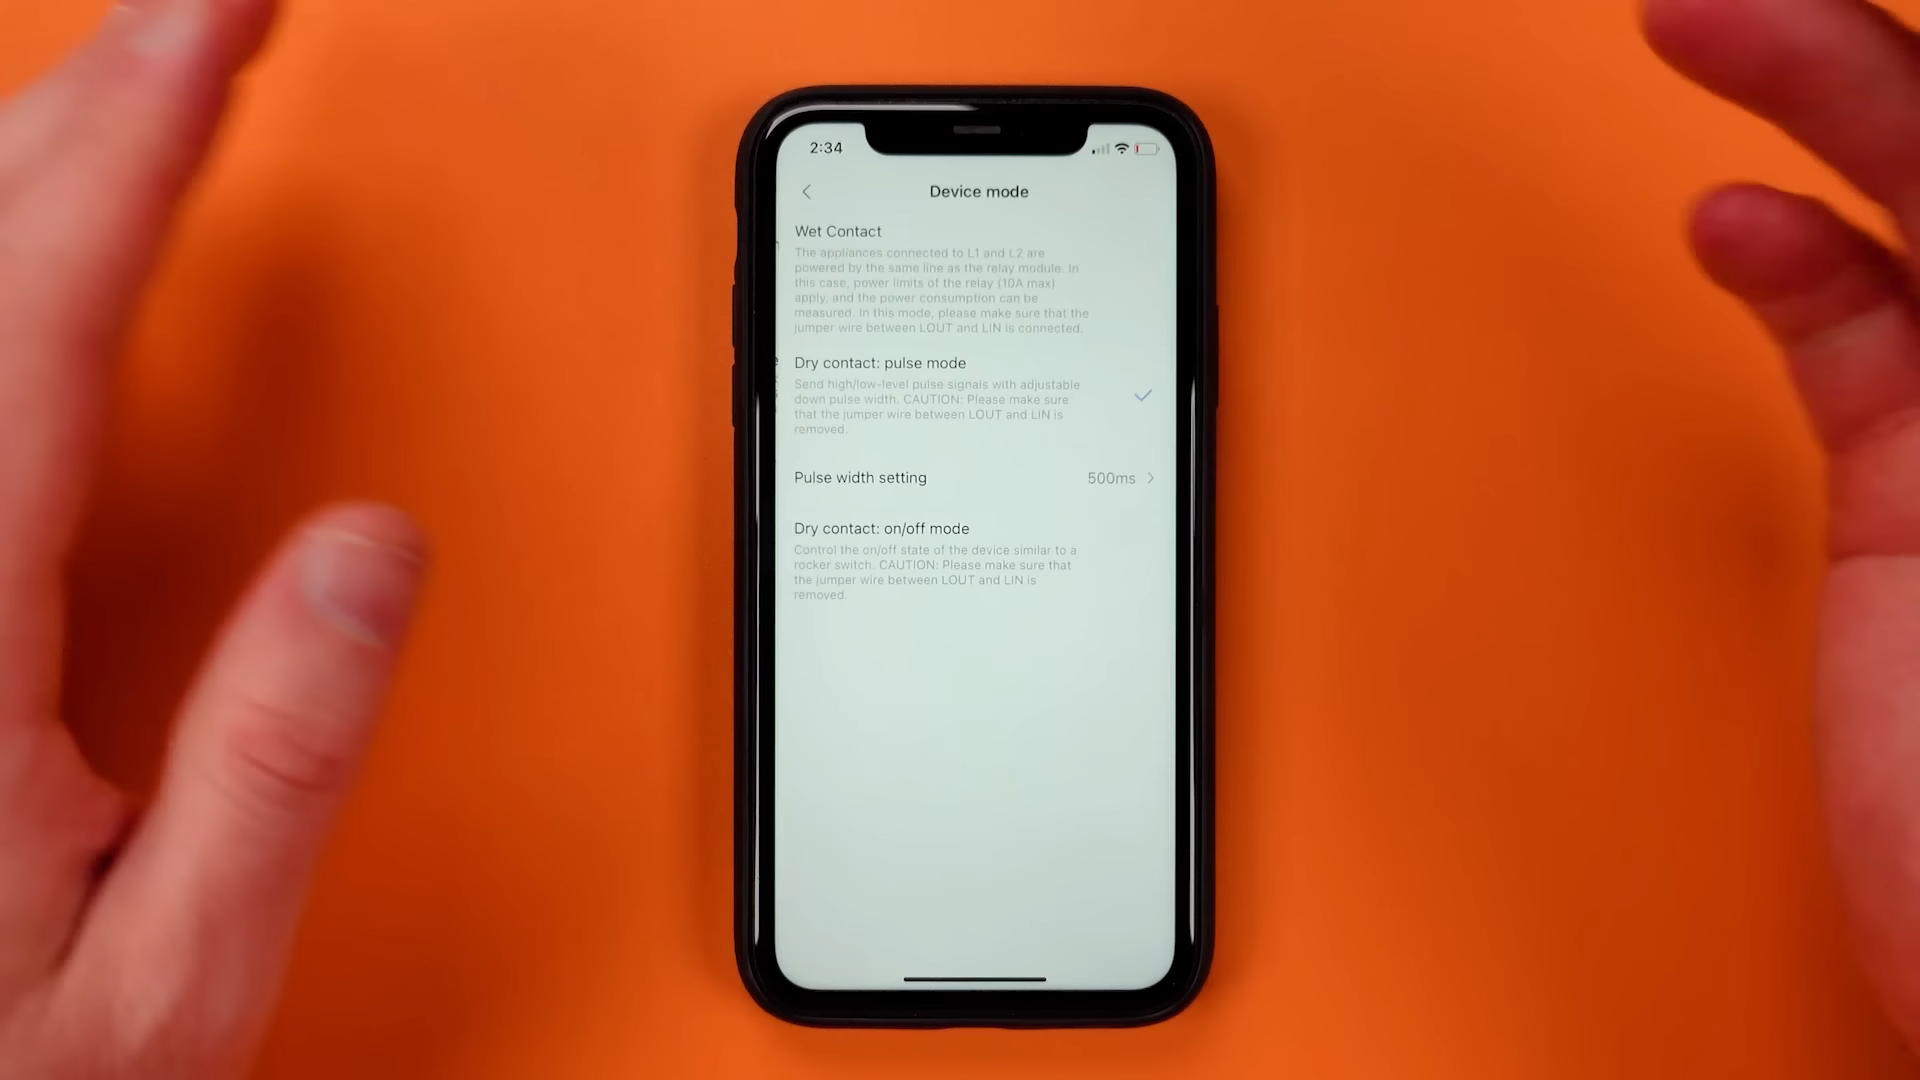 2:34
Device mode
Wet Contact
The appliances connected to L1 and L2 are
powered by the same line as the relay module. In
this case, power limits of the relay (10A max)
apply, and the power consumption can be
measured. In this mode, please make sure that the
jumper wire between LOUT and LIN is connected.
Dry contact: pulse mode
Send high/low-level pulse signals with adjustable
down pulse width. CAUTION: Please make sure
that the jumper wire between LOUT and LIN is
removed.
Pulse width setting 500ms
Dry contact: on/off mode
Control the on/off state of the device similar to a
rocker switch. CAUTION: Please make sure that
the jumper wire between LOUT and LIN is
removed.